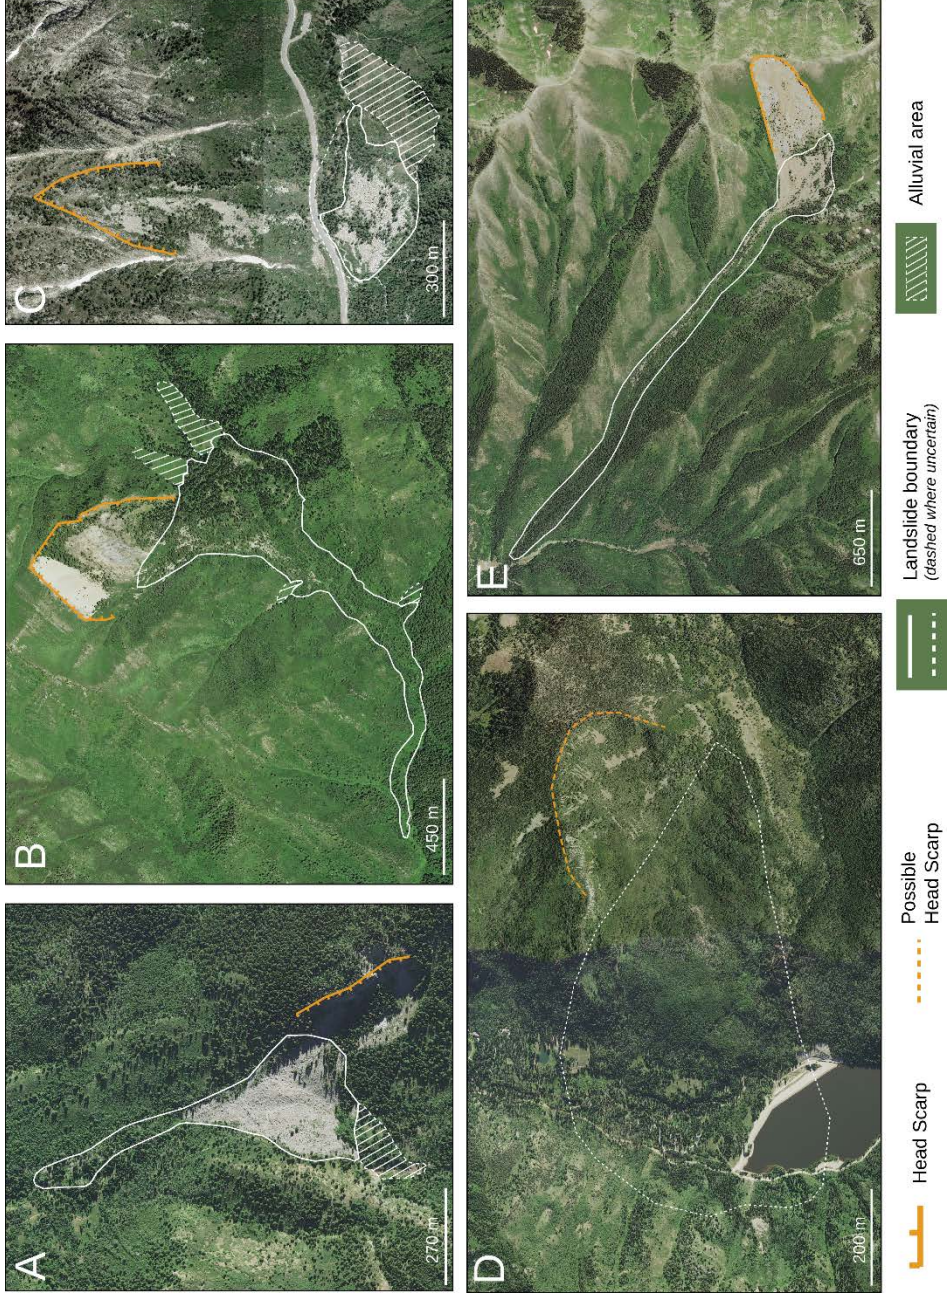 A
270 m
B
450 m
C
300 m
D
200 m
E
650 m
Head Scarp
Possible
Head Scarp
Landslide boundary
(dashed where uncertain)
Alluvial area